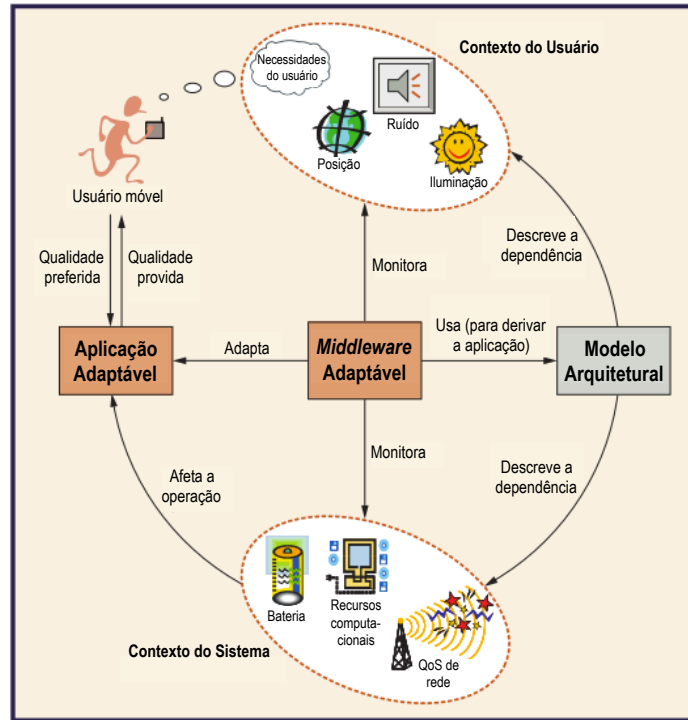 Contexto do Usuário
Necessidades
do usuário
Ruído
Posição
Iluminação
Usuário móvel
Qualidade
preferida
Qualidade
provida
Monitora
Descreve a
dependência
Aplicação
Adaptável
Adapta
Middleware
Adaptável
Usa (para derivar
a aplicação)
Modelo
Arquitetural
Afeta a
operação
Monitora
Descreve a
dependência
Bateria
Recursos
computa-
cionais
QoS de
rede
Contexto do Sistema